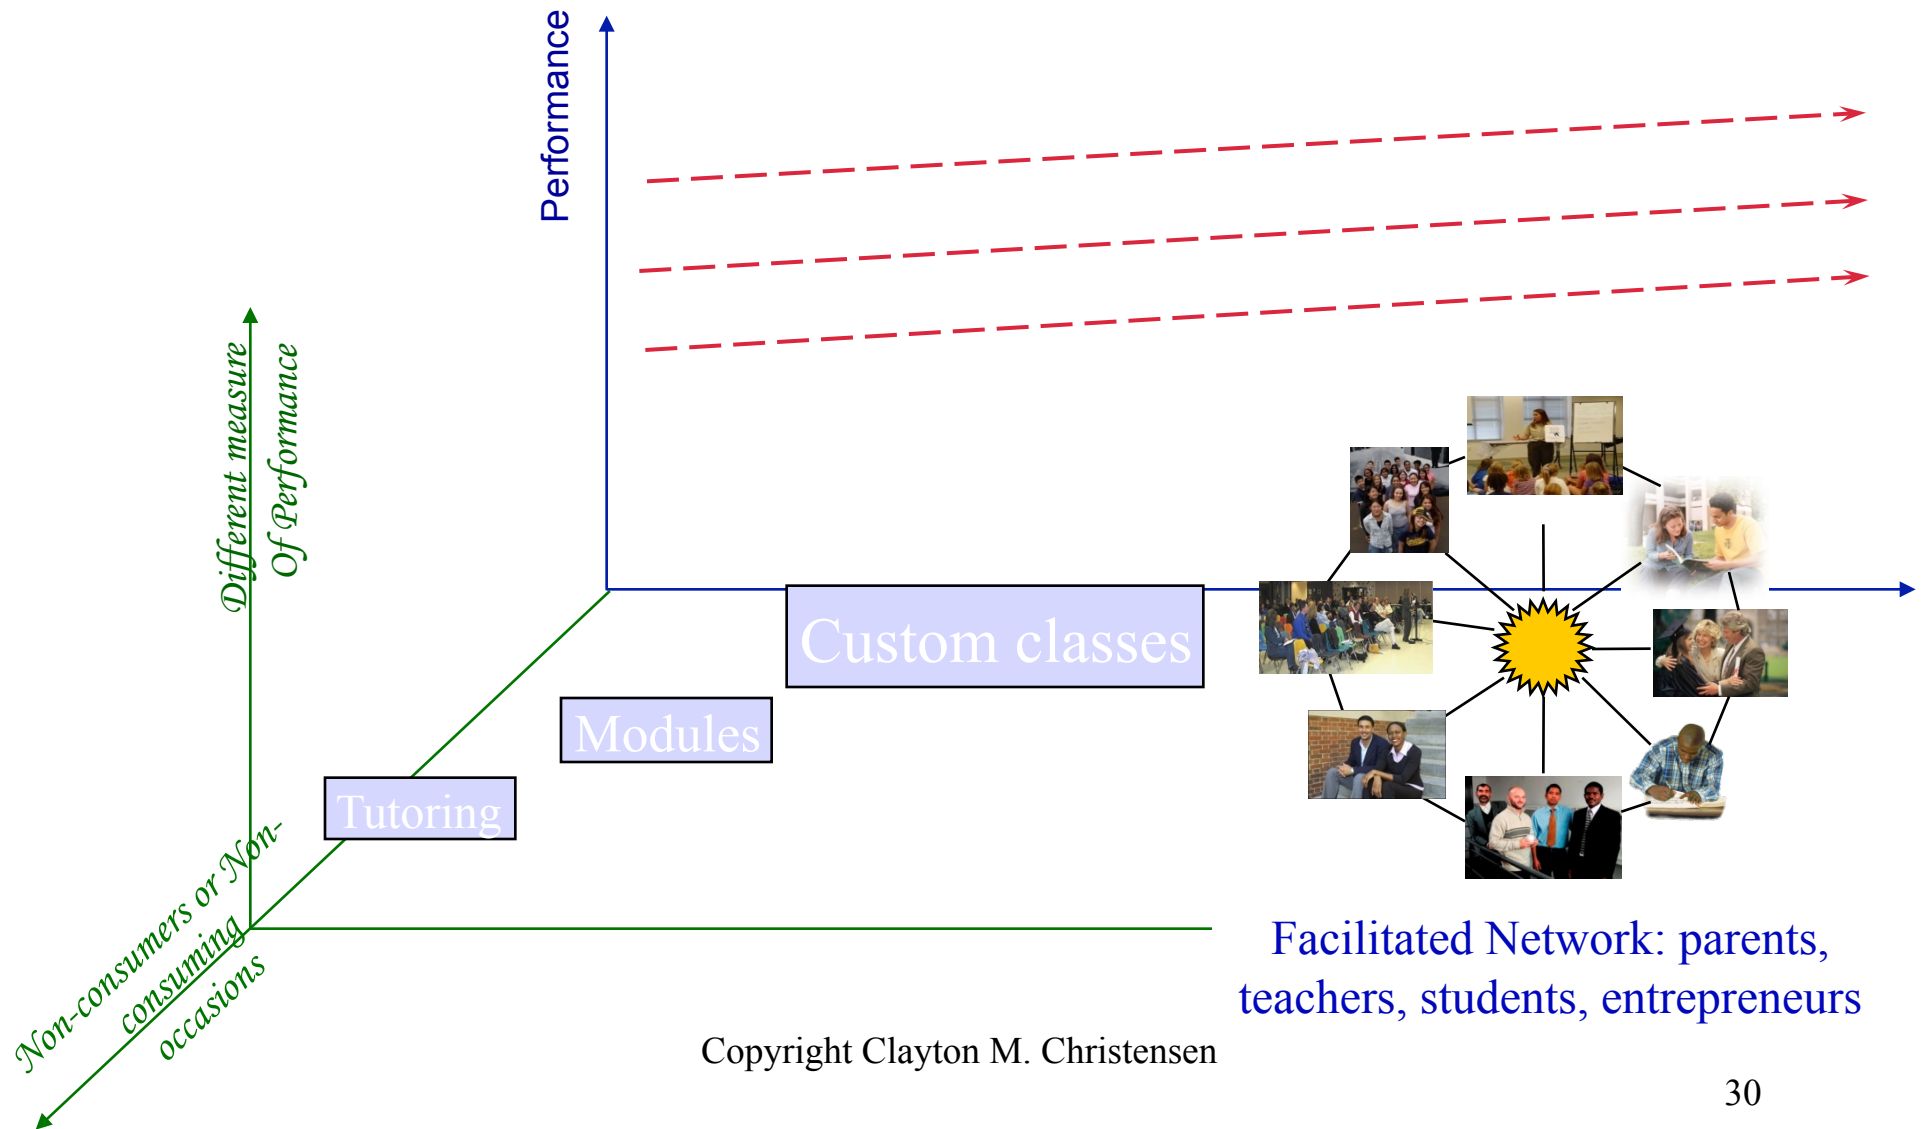 Performance
Different measure
Of Performance
Custom classes
Modules
Tutoring
Non-consumers or Non-
consuming
occasions
Facilitated Network: parents,
teachers, students, entrepreneurs
Copyright Clayton M. Christensen
30